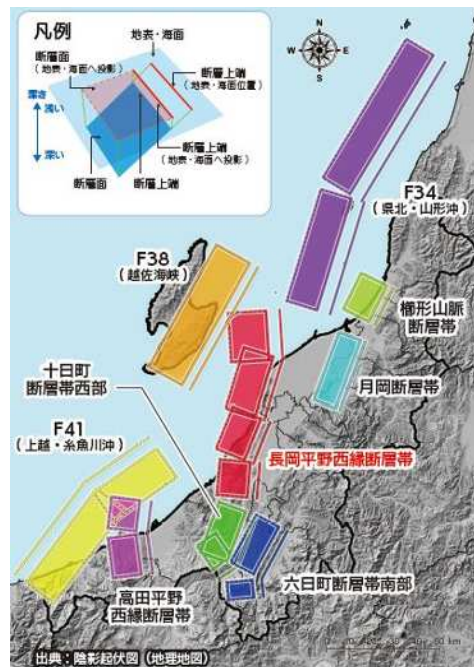 凡例
地表・海面
断層面
(地表・海面へ投影)
断層上端
(地表・海面位置)
深さ
浅い
深い
断層上端
(地表・海面へ投影)
断層面
断層上端
N
W
E
S
F34
(県北・山形沖)
F38
(越佐海峡)
櫛形山脈
断層帯
十日町
断層帯西部
月岡断層帯
F41
(上越・糸魚川沖)
長岡平野西縁断層帯
高田平野
西縁断層帯
六日町断層帯南部
出典:陰影起伏図(地理地図)